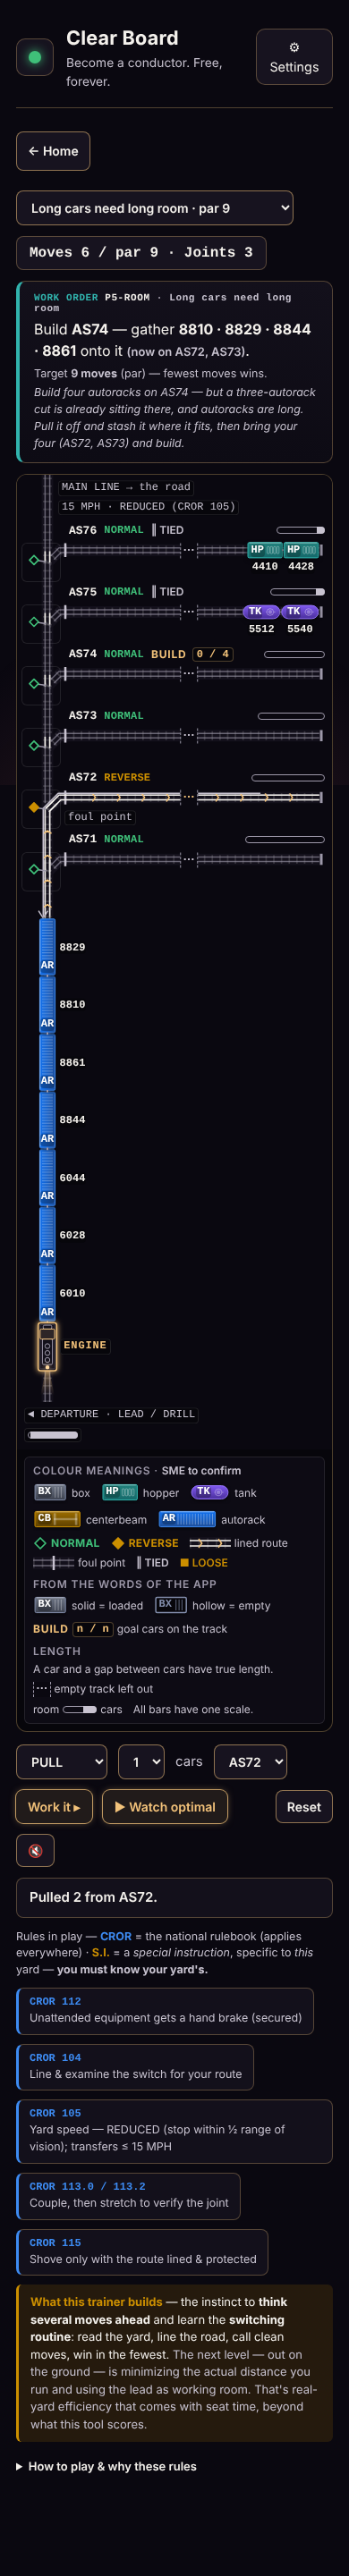 Clear Board
Become a conductor. Free,
forever.
⚙
Settings
← Home
Long cars need long room · par 9
Moves 6 / par 9 · Joints 3
WORK ORDER P5-ROOM · Long cars need long
room
Build AS74 — gather 8810 · 8829 · 8844
· 8861 onto it (now on AS72, AS73).
Target 9 moves (par) — fewest moves wins.
Build four autoracks on AS74 — but a three-autorack
cut is already sitting there, and autoracks are long.
Pull it off and stash it where it fits, then bring your
four (AS72, AS73) and build.
MAIN LINE → the road
15 MPH · REDUCED (CROR 105)
AS76 NORMAL ║ TIED
HP HP
4410 4428
AS75 NORMAL ║ TIED
TK TK
5512 5540
AS74 NORMAL BUILD 0 / 4
AS73 NORMAL
AS72 REVERSE
foul point
AS71 NORMAL
8829
AR
8810
AR
8861
AR
8844
AR
6044
AR
6028
AR
6010
AR
ENGINE
◄ DEPARTURE · LEAD / DRILL
COLOUR MEANINGS · SME to confirm
BX box HP hopper TK tank
CB centerbeam AR autorack
NORMAL REVERSE lined route
foul point ║ TIED LOOSE
FROM THE WORDS OF THE APP
BX solid = loaded BX hollow = empty
BUILD n / n goal cars on the track
LENGTH
A car and a gap between cars have true length.
··· empty track left out
room cars All bars have one scale.
PULL 1 cars AS72
Work it ▸ ▶ Watch optimal Reset
🔇
Pulled 2 from AS72.
Rules in play — CROR = the national rulebook (applies
everywhere) · S.I. = a special instruction, specific to this
yard — you must know your yard's.
CROR 112
Unattended equipment gets a hand brake (secured)
CROR 104
Line & examine the switch for your route
CROR 105
Yard speed — REDUCED (stop within ½ range of
vision); transfers ≤ 15 MPH
CROR 113.0 / 113.2
Couple, then stretch to verify the joint
CROR 115
Shove only with the route lined & protected
What this trainer builds — the instinct to think
several moves ahead and learn the switching
routine: read the yard, line the road, call clean
moves, win in the fewest. The next level — out on
the ground — is minimizing the actual distance you
run and using the lead as working room. That's real-
yard efficiency that comes with seat time, beyond
what this tool scores.
▶ How to play & why these rules